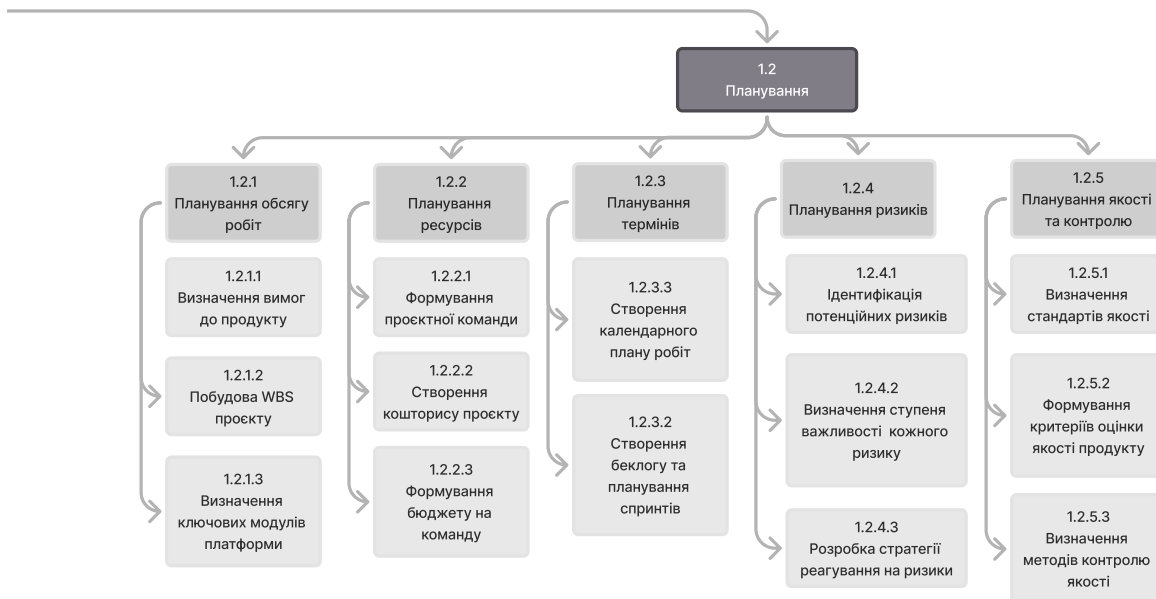 1.2
Планування
1.2.1
Планування обсягу
робіт
1.2.1.1
Визначення вимог
до продукту
1.2.1.2
Побудова WBS
проєкту
1.2.1.3
Визначення
ключових модулів
платформи
1.2.2
Планування
ресурсів
1.2.2.1
Формування
проєктної команди
1.2.2.2
Створення
кошторису проєкту
1.2.2.3
Формування
бюджету на
команду
1.2.3
Планування
термінів
1.2.3.3
Створення
календарного
плану робіт
1.2.3.2
Створення
беклогу та
планування
спринтів
1.2.4
Планування ризиків
1.2.4.1
Ідентифікація
потенційних ризиків
1.2.4.2
Визначення ступеня
важливості  кожного
ризику
1.2.4.3
Розробка стратегії
реагування на ризики
1.2.5
Планування якості
та контролю
1.2.5.1
Визначення
стандартів якості
1.2.5.2
Формування
критеріїв оцінки
якості продукту
1.2.5.3
Визначення
методів контролю
якості